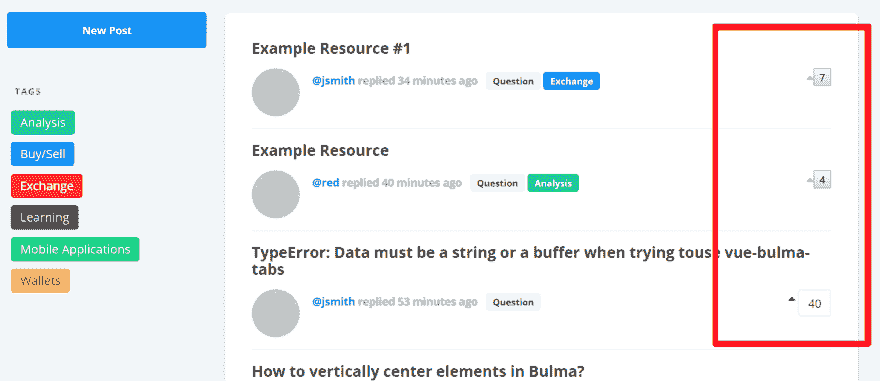 New Post
TAGS
Analysis
Buy/Sell
Exchange
Learning
Mobile Applications
Wallets
Example Resource #1
@jsmith replied 34 minutes ago Question Exchange
7
Example Resource
@red replied 40 minutes ago Question Analysis
4
TypeError: Data must be a string or a buffer when trying touse vue-bulma-
tabs
@jsmith replied 53 minutes ago Question
40
How to vertically center elements in Bulma?